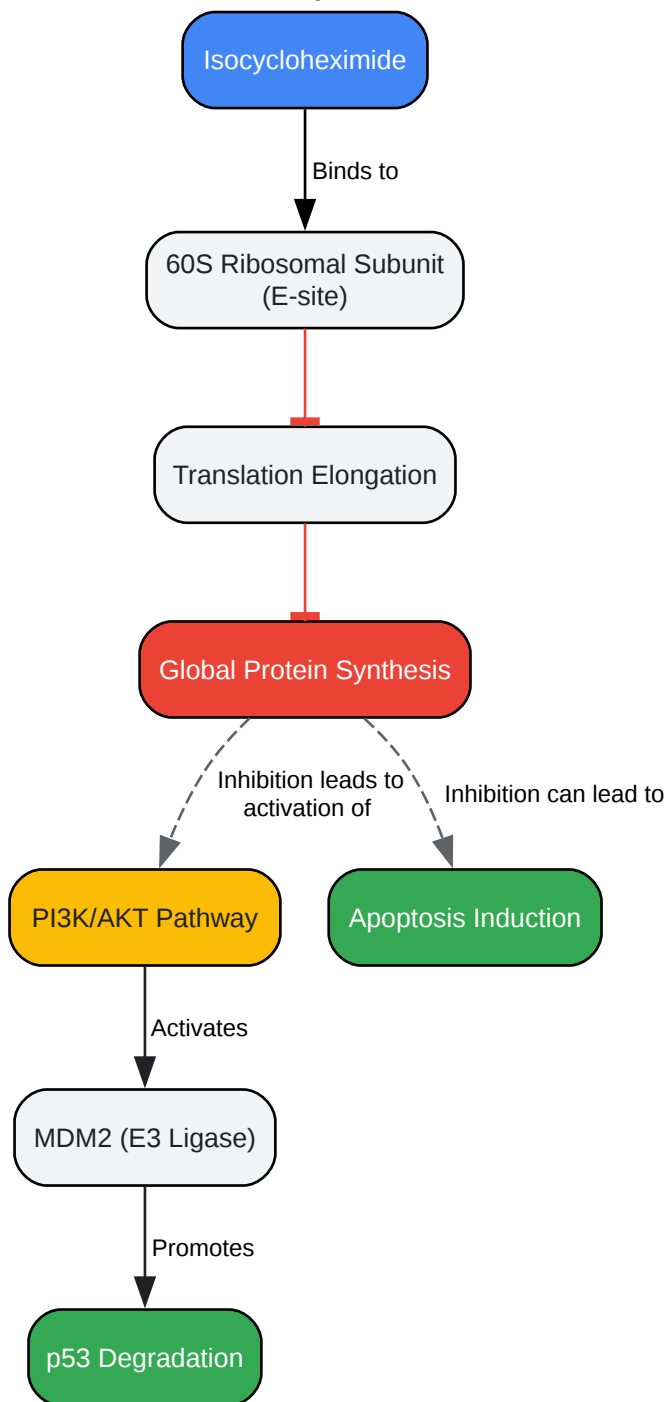 Isocycloheximide
Binds to
60S Ribosomal Subunit
(E-site)
Translation Elongation
Global Protein Synthesis
Inhibition leads to
activation of
Inhibition can lead to
PI3K/AKT Pathway
Apoptosis Induction
Activates
MDM2 (E3 Ligase)
Promotes
p53 Degradation